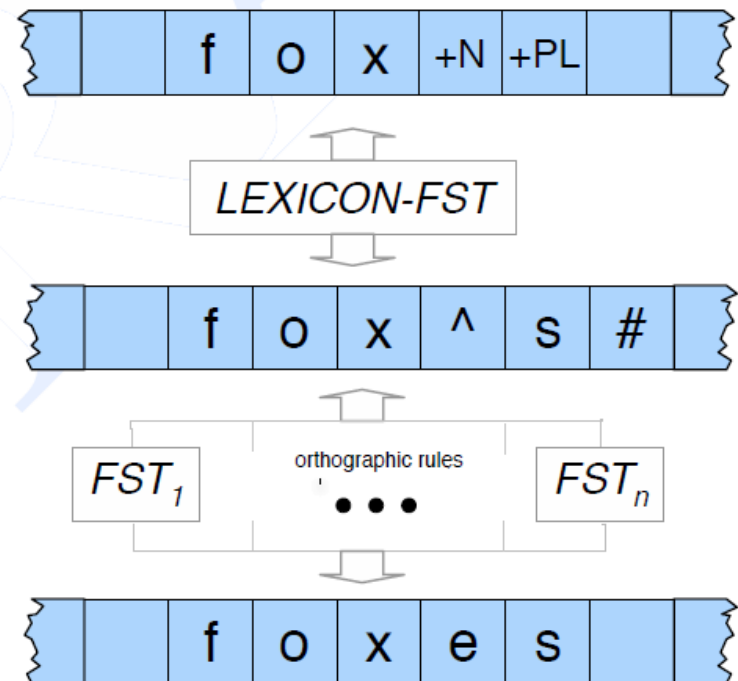 f o x +N +PL
LEXICON-FST
f o x ^ s #
orthographic rules
FST1 ••• FSTn
f o x e s